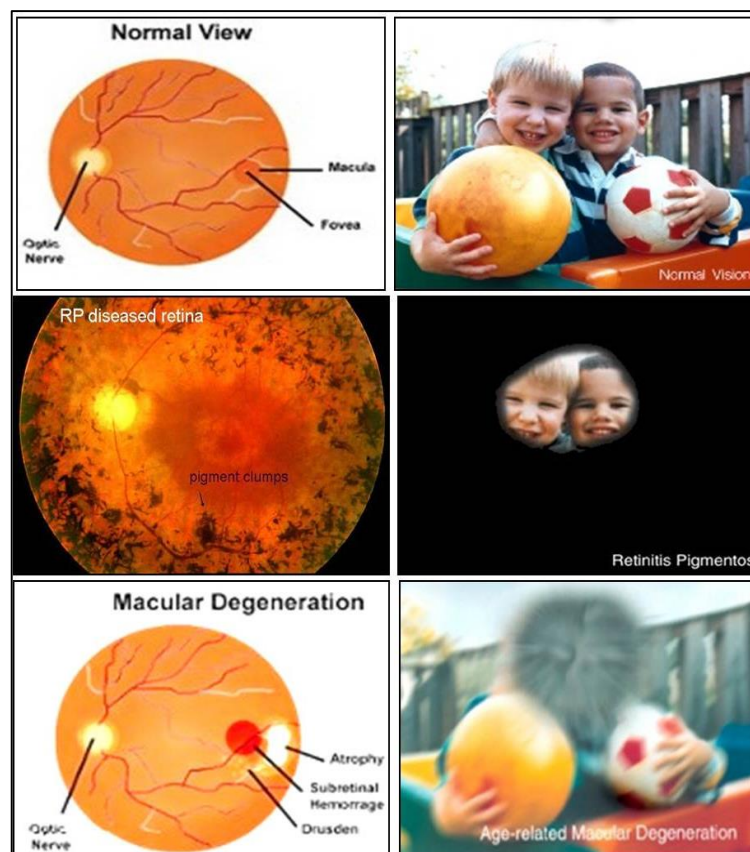 Normal View
Macula
Fovea
Optic
Nerve
Normal Vision
RP diseased retina
pigment clumps
Retinitis Pigmentos
Macular Degeneration
Atrophy
Subretinal
Hemorrage
Drusden
Optic
Nerve
Age-related Macular Degeneration